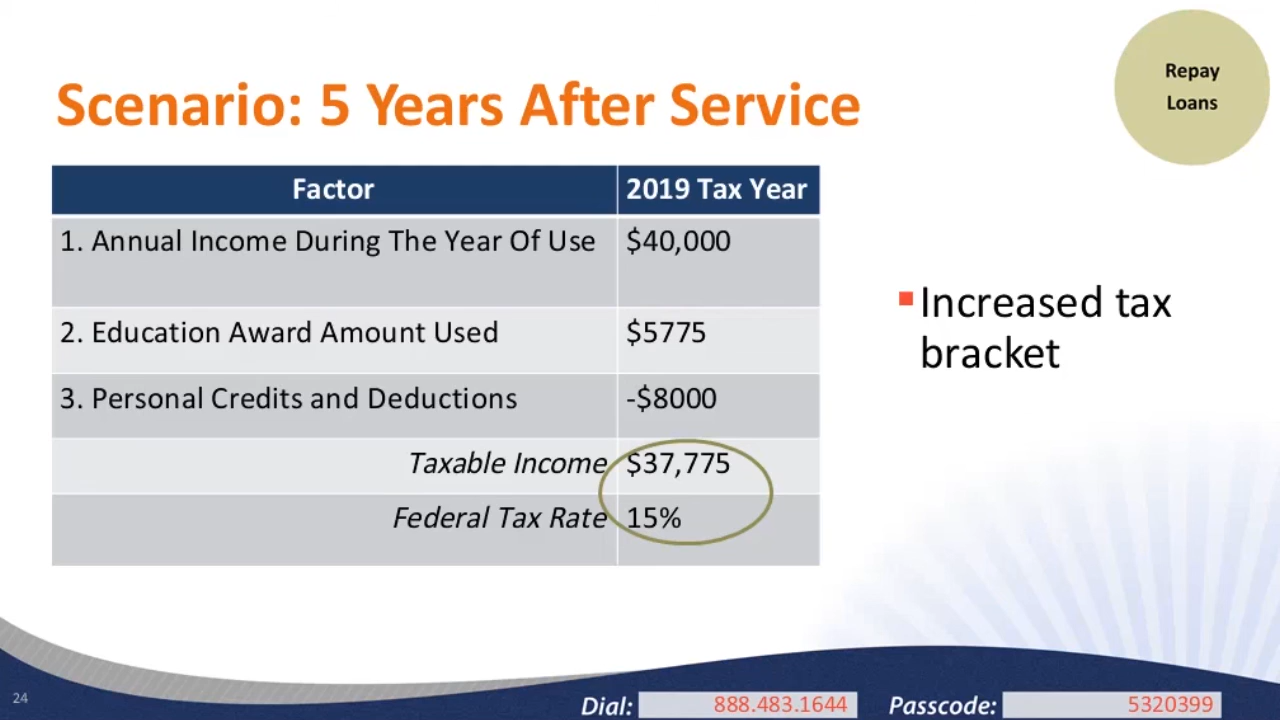 Repay
Loans
Scenario: 5 Years After Service
Factor 2019 Tax Year
1. Annual Income During The Year Of Use $40,000
2. Education Award Amount Used $5775
3. Personal Credits and Deductions -$8000
Taxable Income $37,775
Federal Tax Rate 15%
Increased tax
bracket
24
Dial: 888.483.1644 Passcode: 5320399